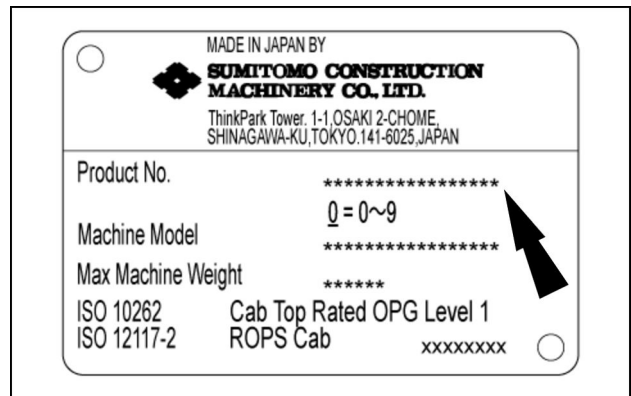 MADE IN JAPAN BY
SUMITOMO CONSTRUCTION
MACHINERY CO., LTD.
ThinkPark Tower. 1-1,OSAKI 2-CHOME,
SHINAGAWA-KU,TOKYO.141-6025,JAPAN
Product No. *****************
0 = 0～9
Machine Model *****************
Max Machine Weight ******
ISO 10262 Cab Top Rated OPG Level 1
ISO 12117-2 ROPS Cab xxxxxxxx